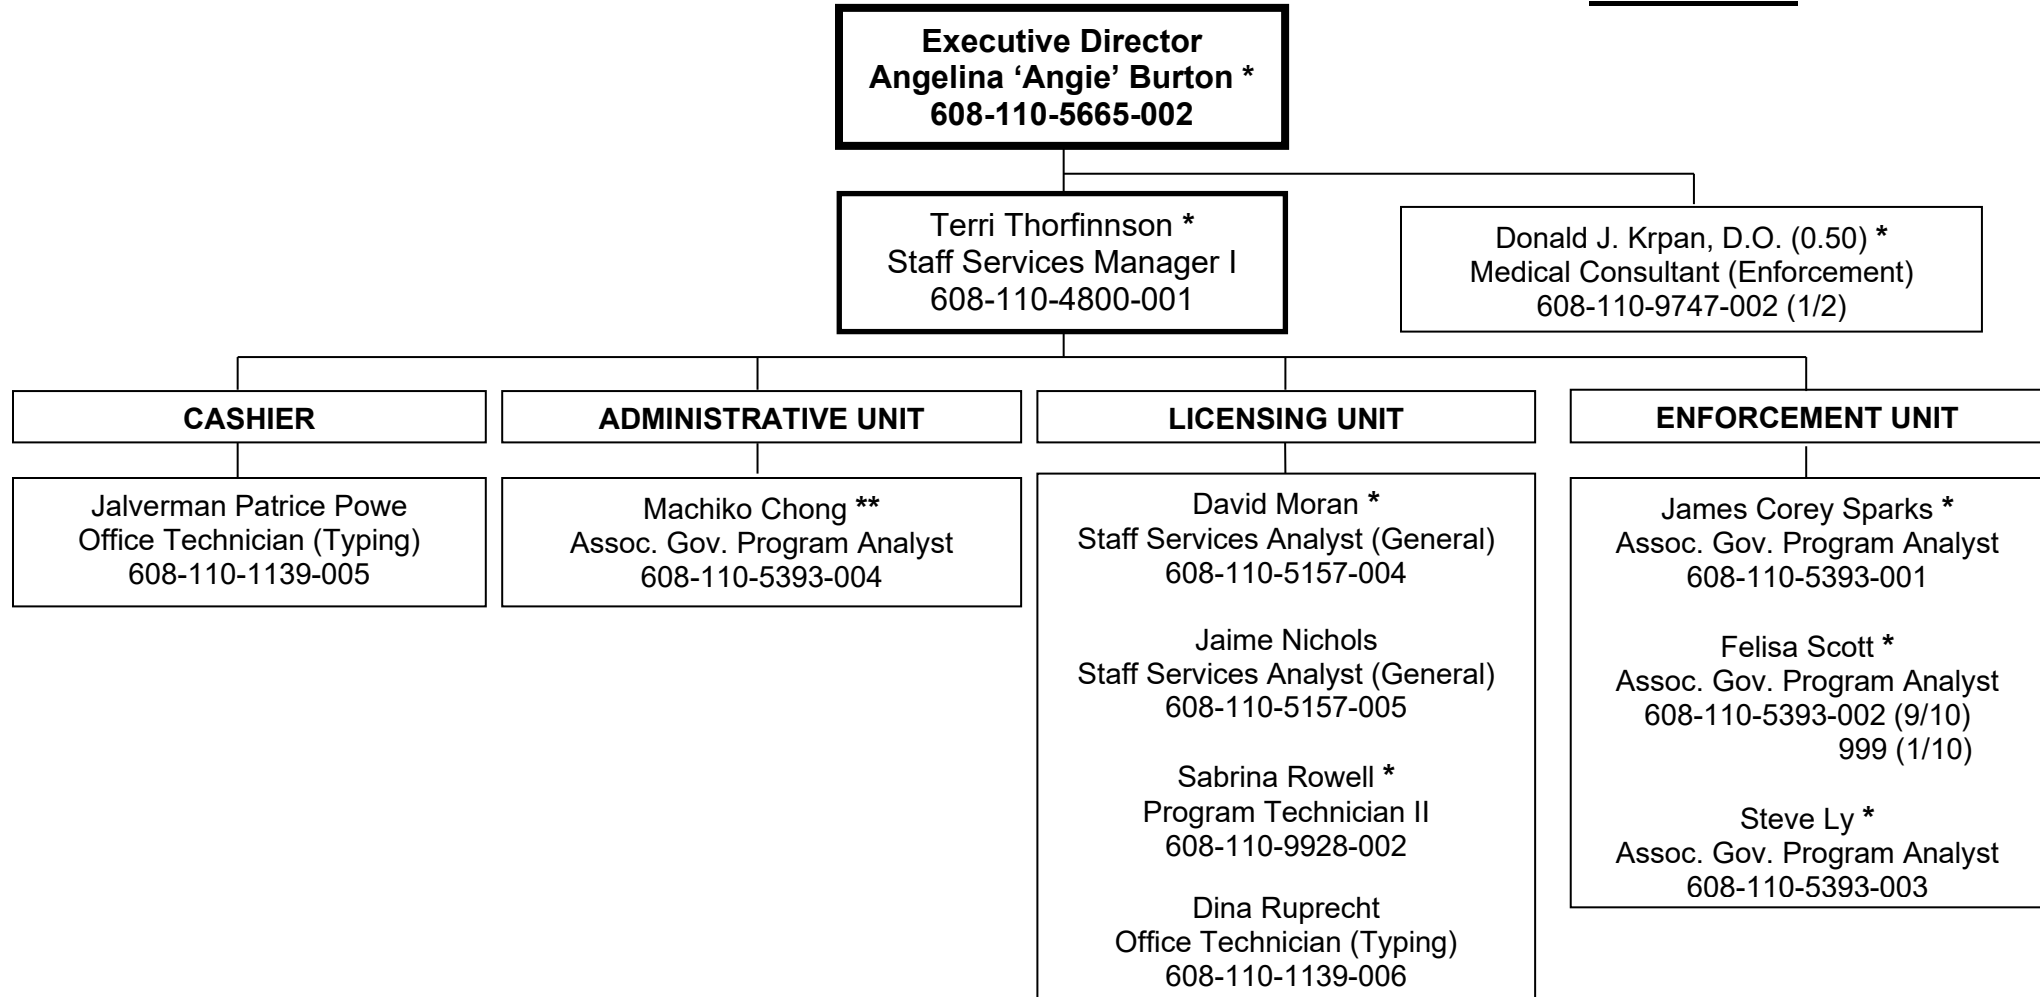 Executive Director
Angelina ‘Angie’ Burton *
608-110-5665-002
Terri Thorfinnson *
Staff Services Manager I
608-110-4800-001
Donald J. Krpan, D.O. (0.50) *
Medical Consultant (Enforcement)
608-110-9747-002 (1/2)
CASHIER
Jalverman Patrice Powe
Office Technician (Typing)
608-110-1139-005
ADMINISTRATIVE UNIT
Machiko Chong **
Assoc. Gov. Program Analyst
608-110-5393-004
LICENSING UNIT
David Moran *
Staff Services Analyst (General)
608-110-5157-004
Jaime Nichols
Staff Services Analyst (General)
608-110-5157-005
Sabrina Rowell *
Program Technician II
608-110-9928-002
Dina Ruprecht
Office Technician (Typing)
608-110-1139-006
ENFORCEMENT UNIT
James Corey Sparks *
Assoc. Gov. Program Analyst
608-110-5393-001
Felisa Scott *
Assoc. Gov. Program Analyst
608-110-5393-002 (9/10)
999 (1/10)
Steve Ly *
Assoc. Gov. Program Analyst
608-110-5393-003